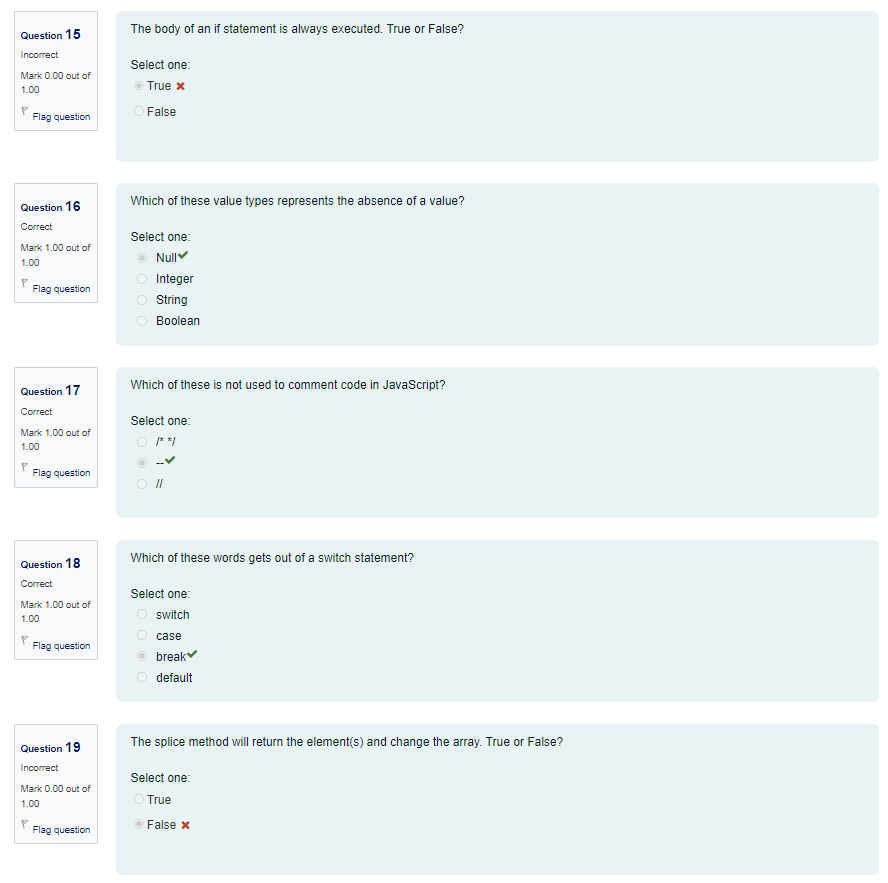 Question 15
Incorrect
Mark 0.00 out of
1.00
Flag question
The body of an if statement is always executed. True or False?
Select one:
True
False
Question 16
Correct
Mark 1.00 out of
1.00
Flag question
Which of these value types represents the absence of a value?
Select one:
Null
Integer
String
Boolean
Question 17
Correct
Mark 1.00 out of
1.00
Flag question
Which of these is not used to comment code in JavaScript?
Select one:
/* */
--
//
Question 18
Correct
Mark 1.00 out of
1.00
Flag question
Which of these words gets out of a switch statement?
Select one:
switch
case
break
default
Question 19
Incorrect
Mark 0.00 out of
1.00
Flag question
The splice method will return the element(s) and change the array. True or False?
Select one:
True
False